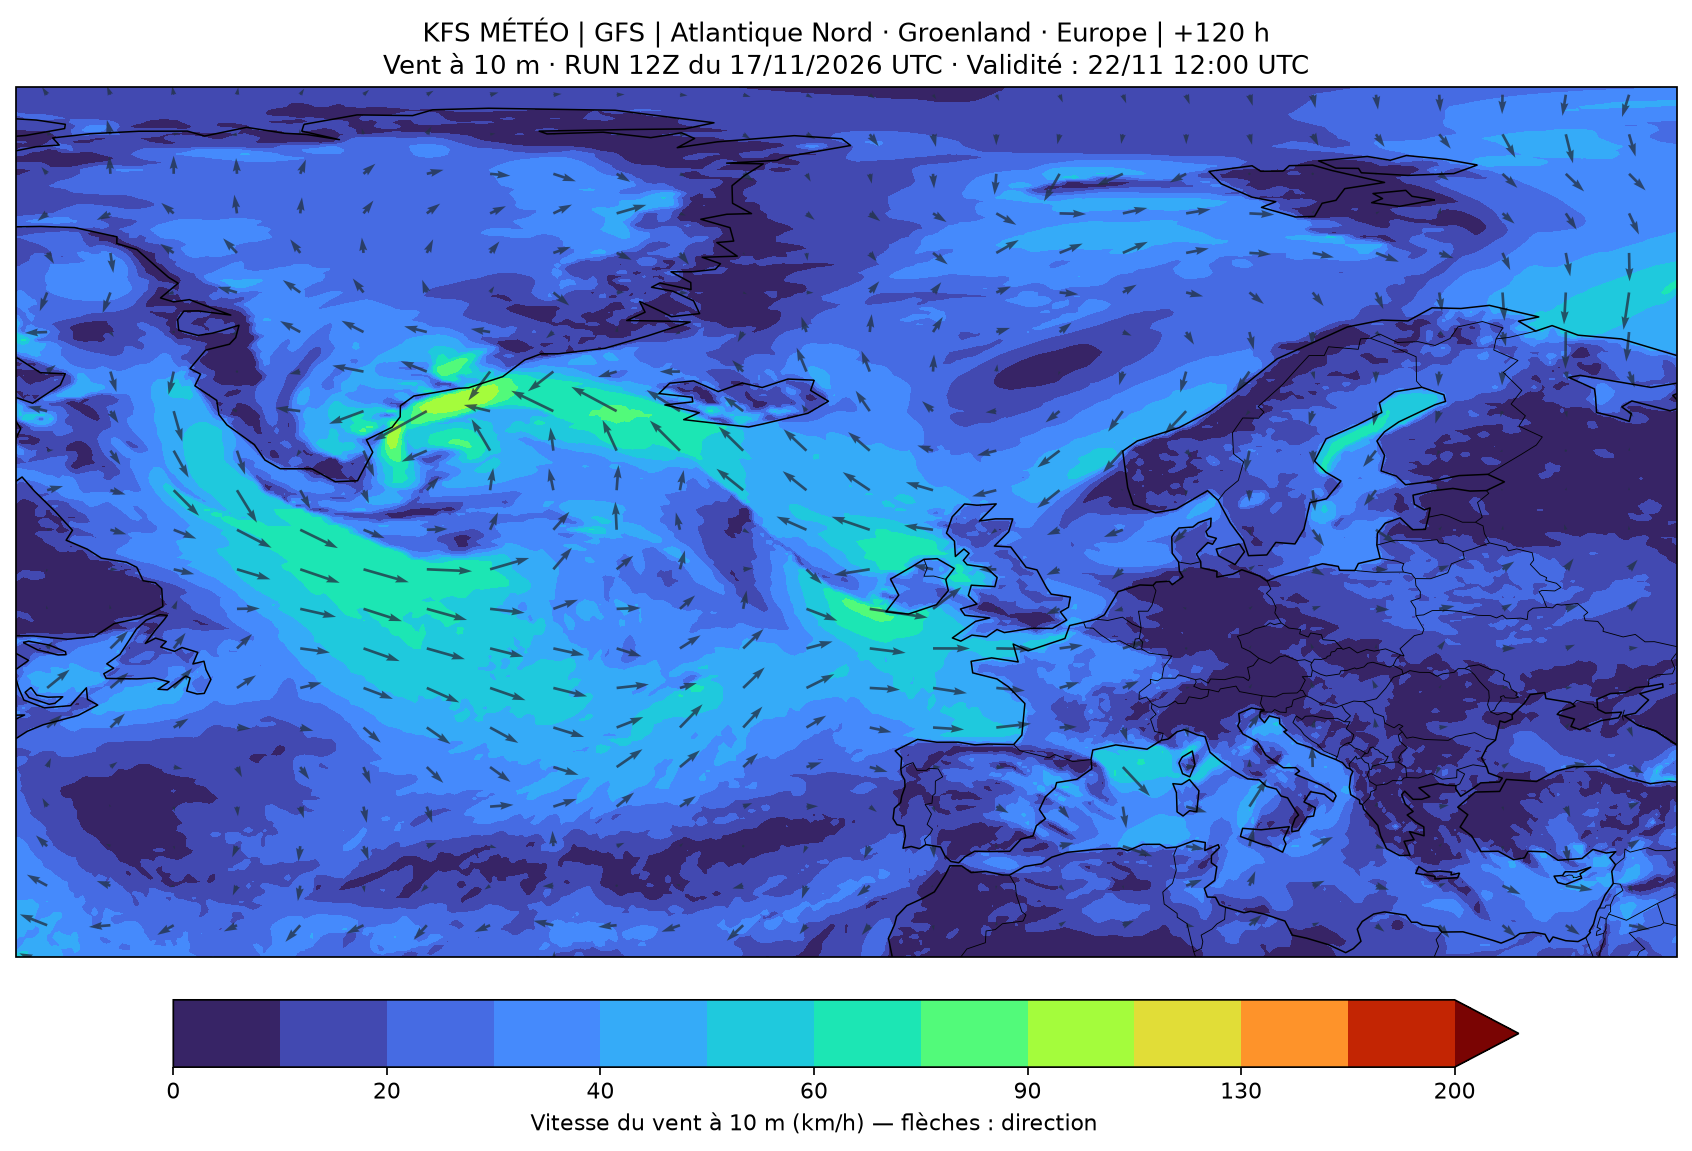 KFS MÉTÉO | GFS | Atlantique Nord · Groenland · Europe | +120 h
Vent à 10 m · RUN 12Z du 17/11/2026 UTC · Validité : 22/11 12:00 UTC
0 20 40 60 90 130 200
Vitesse du vent à 10 m (km/h) — flèches : direction